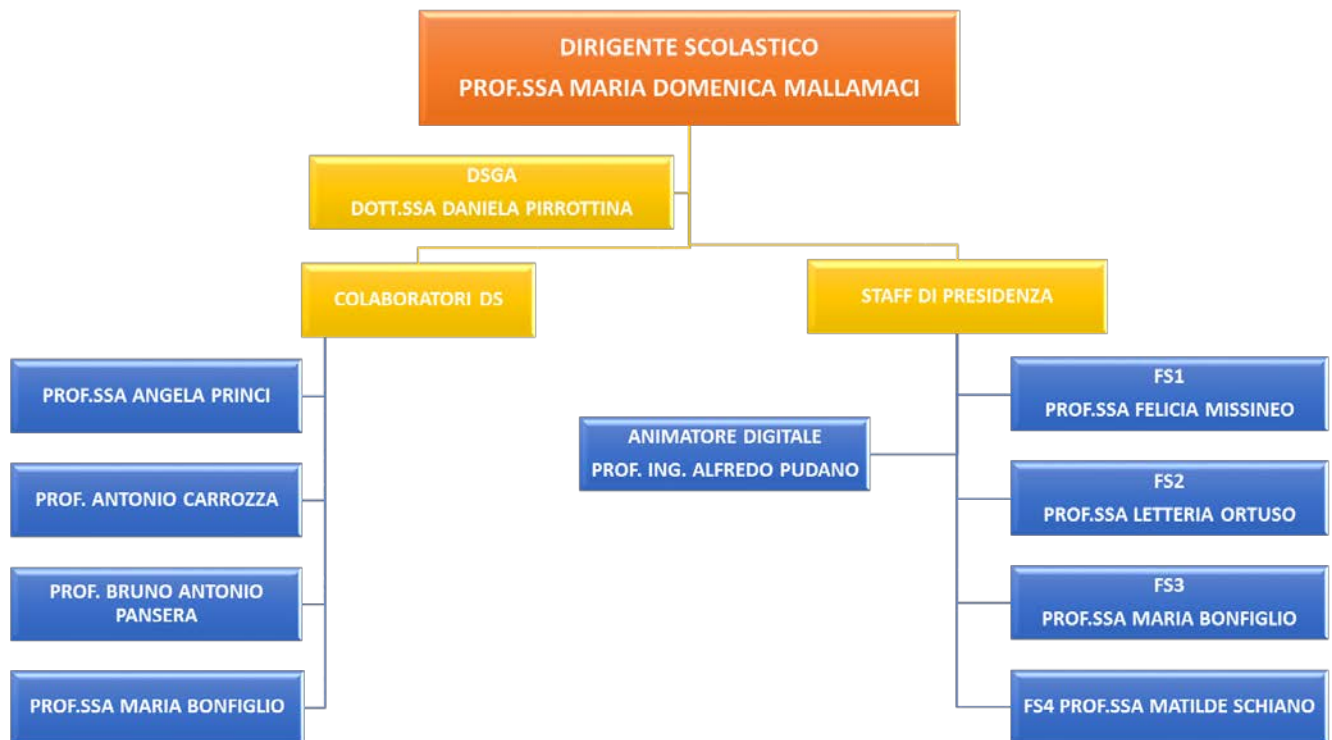 DIRIGENTE SCOLASTICO
PROF.SSA MARIA DOMENICA MALLAMACI
DSGA
DOTT.SSA DANIELA PIRROTTINA
COLABORATORI DS
STAFF DI PRESIDENZA
PROF.SSA ANGELA PRINCI
PROF. ANTONIO CARROZZA
PROF. BRUNO ANTONIO
PANSERA
PROF.SSA MARIA BONFIGLIO
ANIMATORE DIGITALE
PROF. ING. ALFREDO PUDANO
FS1
PROF.SSA FELICIA MISSINEO
FS2
PROF.SSA LETTERIA ORTUSO
FS3
PROF.SSA MARIA BONFIGLIO
FS4 PROF.SSA MATILDE SCHIANO